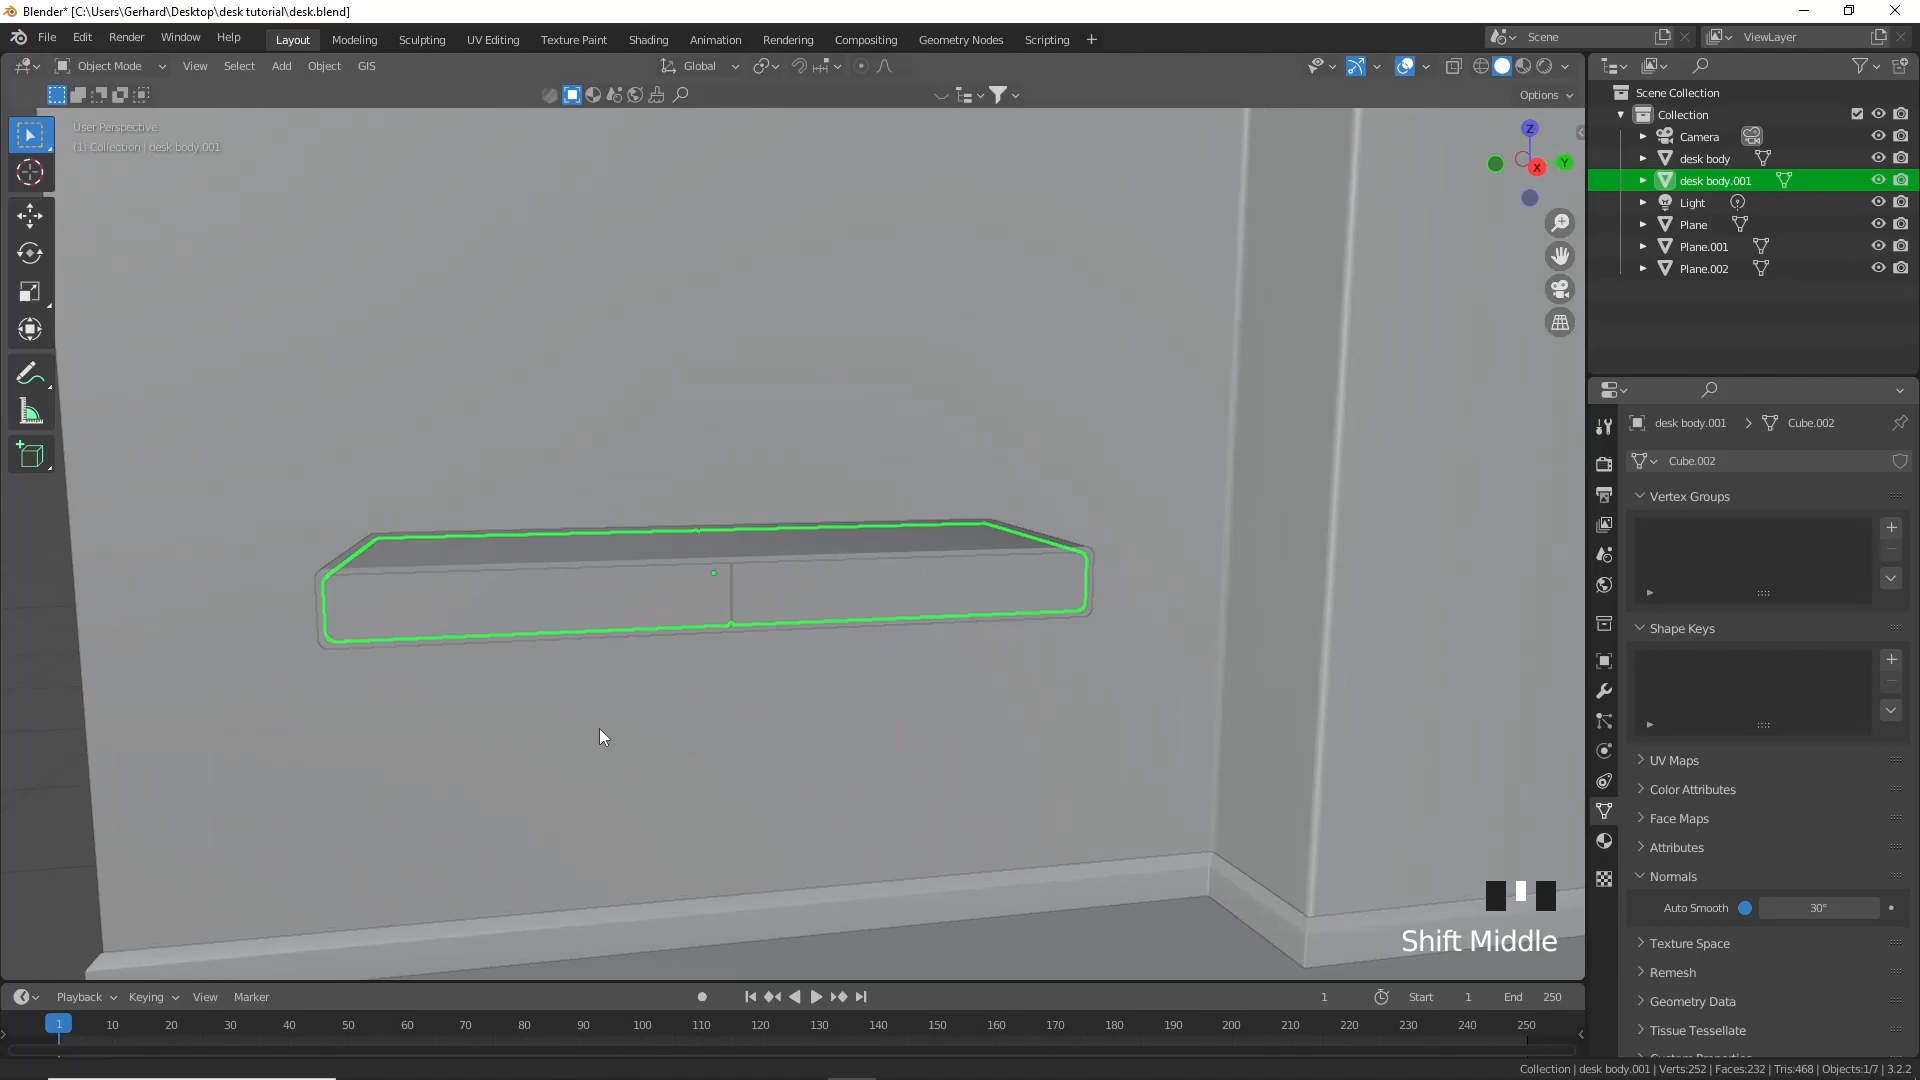 Blender* [C:\Users\Gerhard\Desktop\desk tutorial\desk.blend]
File Edit Render Window Help Layout Modeling Sculpting UV Editing Texture Paint Shading Animation Rendering Compositing Geometry Nodes Scripting Scene ViewLayer
Object Mode View Select Add Object GIS Global
Options
User Perspective
(1) Collection | desk body.001
Z
X
Y
Scene Collection
Collection
Camera
desk body
desk body.001
Light
Plane
Plane.001
Plane.002
desk body.001 Cube.002
Cube.002
Vertex Groups
Shape Keys
UV Maps
Color Attributes
Face Maps
Attributes
Normals
Auto Smooth 30°
Texture Space
Remesh
Geometry Data
Tissue Tessellate
Custom Properties
Shift Middle
Playback Keying View Marker 1 Start 1 End 250
1 10 20 30 40 50 60 70 80 90 100 110 120 130 140 150 160 170 180 190 200 210 220 230 240 250
Collection | desk body.001 | Verts:252 | Faces:232 | Tris:468 | Objects:1/7 | 3.2.2